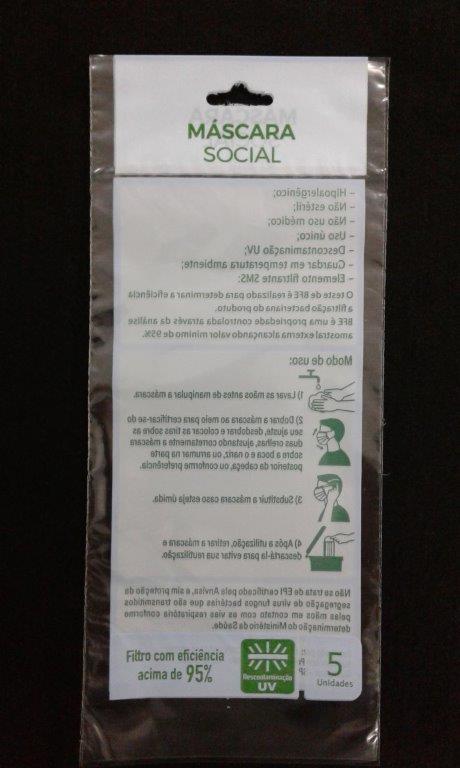 MÁSCARA
SOCIAL
– Hipoalergênico;
– Não estéril;
– Não uso médico;
– Uso único;
– Descontaminação UV;
– Guardar em temperatura ambiente;
– Elemento filtrante SMS:
O teste de BFE é realizado para determinar a eficiência
a filtração bacteriana do produto.
BFE é uma propriedade controlada através da análise
amostral externa alcançando valor mínimo de 95%.
Modo de uso:
1) Lavar as mãos antes de manipular a máscara.
2) Dobrar a máscara ao meio para certificar-se do
seu ajuste, desdobrar e colocar as tiras sobre as
duas orelhas, ajustando corretamente a máscara
sobre a boca e o nariz, ou arrumar na parte
posterior da cabeça, ou conforme preferência.
3) Substituir a máscara caso esteja úmida.
4) Após a utilização, retirar a máscara e
descartá-la para evitar sua reutilização.
Não se trata de EPI certificado pela Anvisa, e sim a proteção da
segregação de vírus fungos bactérias que são transmitidos
pelas mãos em contato com as vias respiratória conforme
determinação do Ministério da Saúde.
Filtro com eficiência
acima de 95%
Descontaminação
UV
5
Unidades